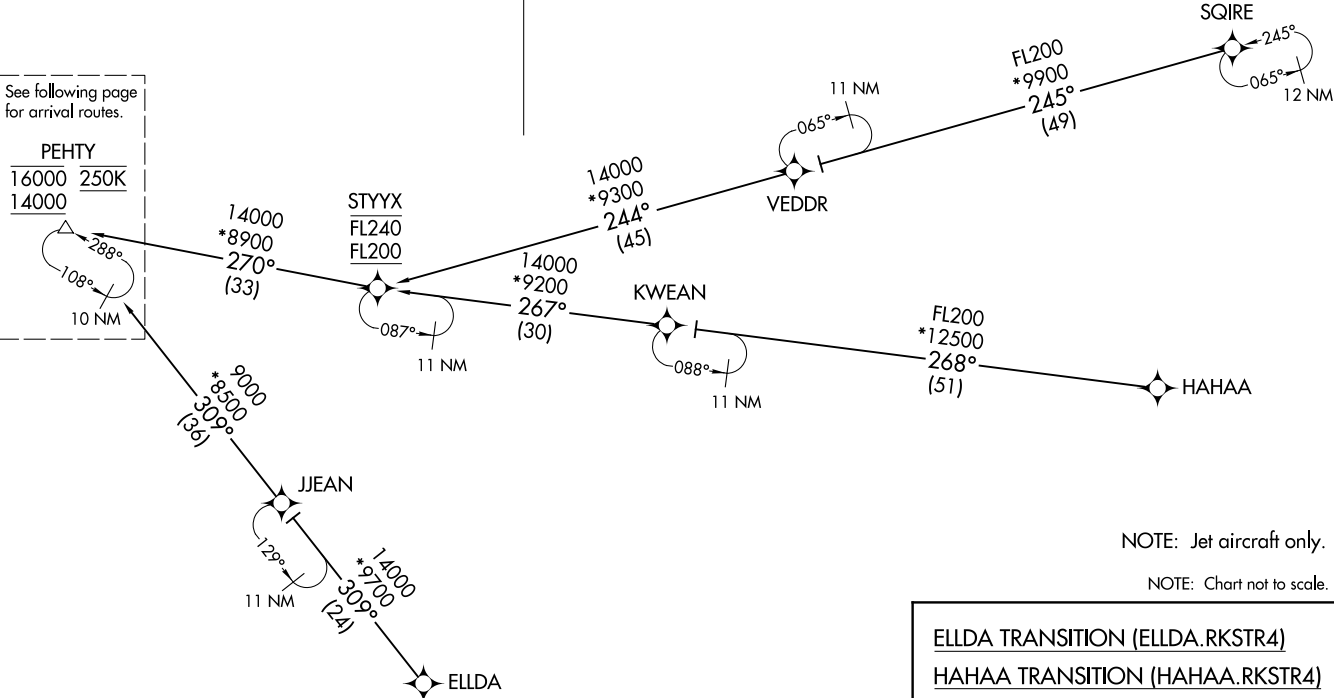 SQIRE
245°
065°
12 NM
FL200
*9900
245°
(49)
11 NM
065°
VEDDR
See following page
for arrival routes.
PEHTY
16000 250K
14000
288°
108°
10 NM
14000
*8900
270°
(33)
STYYX
FL240
FL200
087°
11 NM
14000
*9300
244°
(45)
14000
*9200
267°
(30)
KWEAN
088°
11 NM
FL200
*12500
268°
(51)
HAHAA
9000
*8500
309°
(36)
JJEAN
129°
11 NM
14000
*9700
309°
(24)
ELLDA
NOTE: Jet aircraft only.
NOTE: Chart not to scale.
ELLDA TRANSITION (ELLDA.RKSTR4)
HAHAA TRANSITION (HAHAA.RKSTR4)